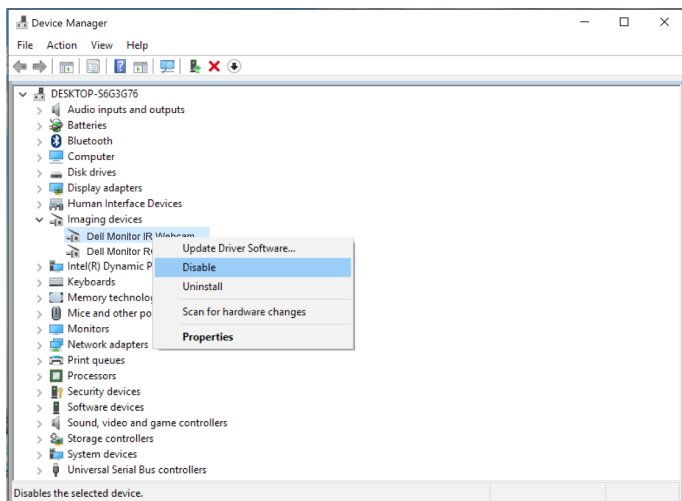 Device Manager
File Action View Help
DESKTOP-S6G3G76
Audio inputs and outputs
Batteries
Bluetooth
Computer
Disk drives
Display adapters
Human Interface Devices
Imaging devices
Dell Monitor IR Webcam
Dell Monitor
Update Driver Software...
Disable
Uninstall
Scan for hardware changes
Properties
Intel(R) Dynamic P
Keyboards
Memory technolog
Mice and other po
Monitors
Network adapters
Print queues
Processors
Security devices
Software devices
Sound, video and game controllers
Storage controllers
System devices
Universal Serial Bus controllers
Disables the selected device.